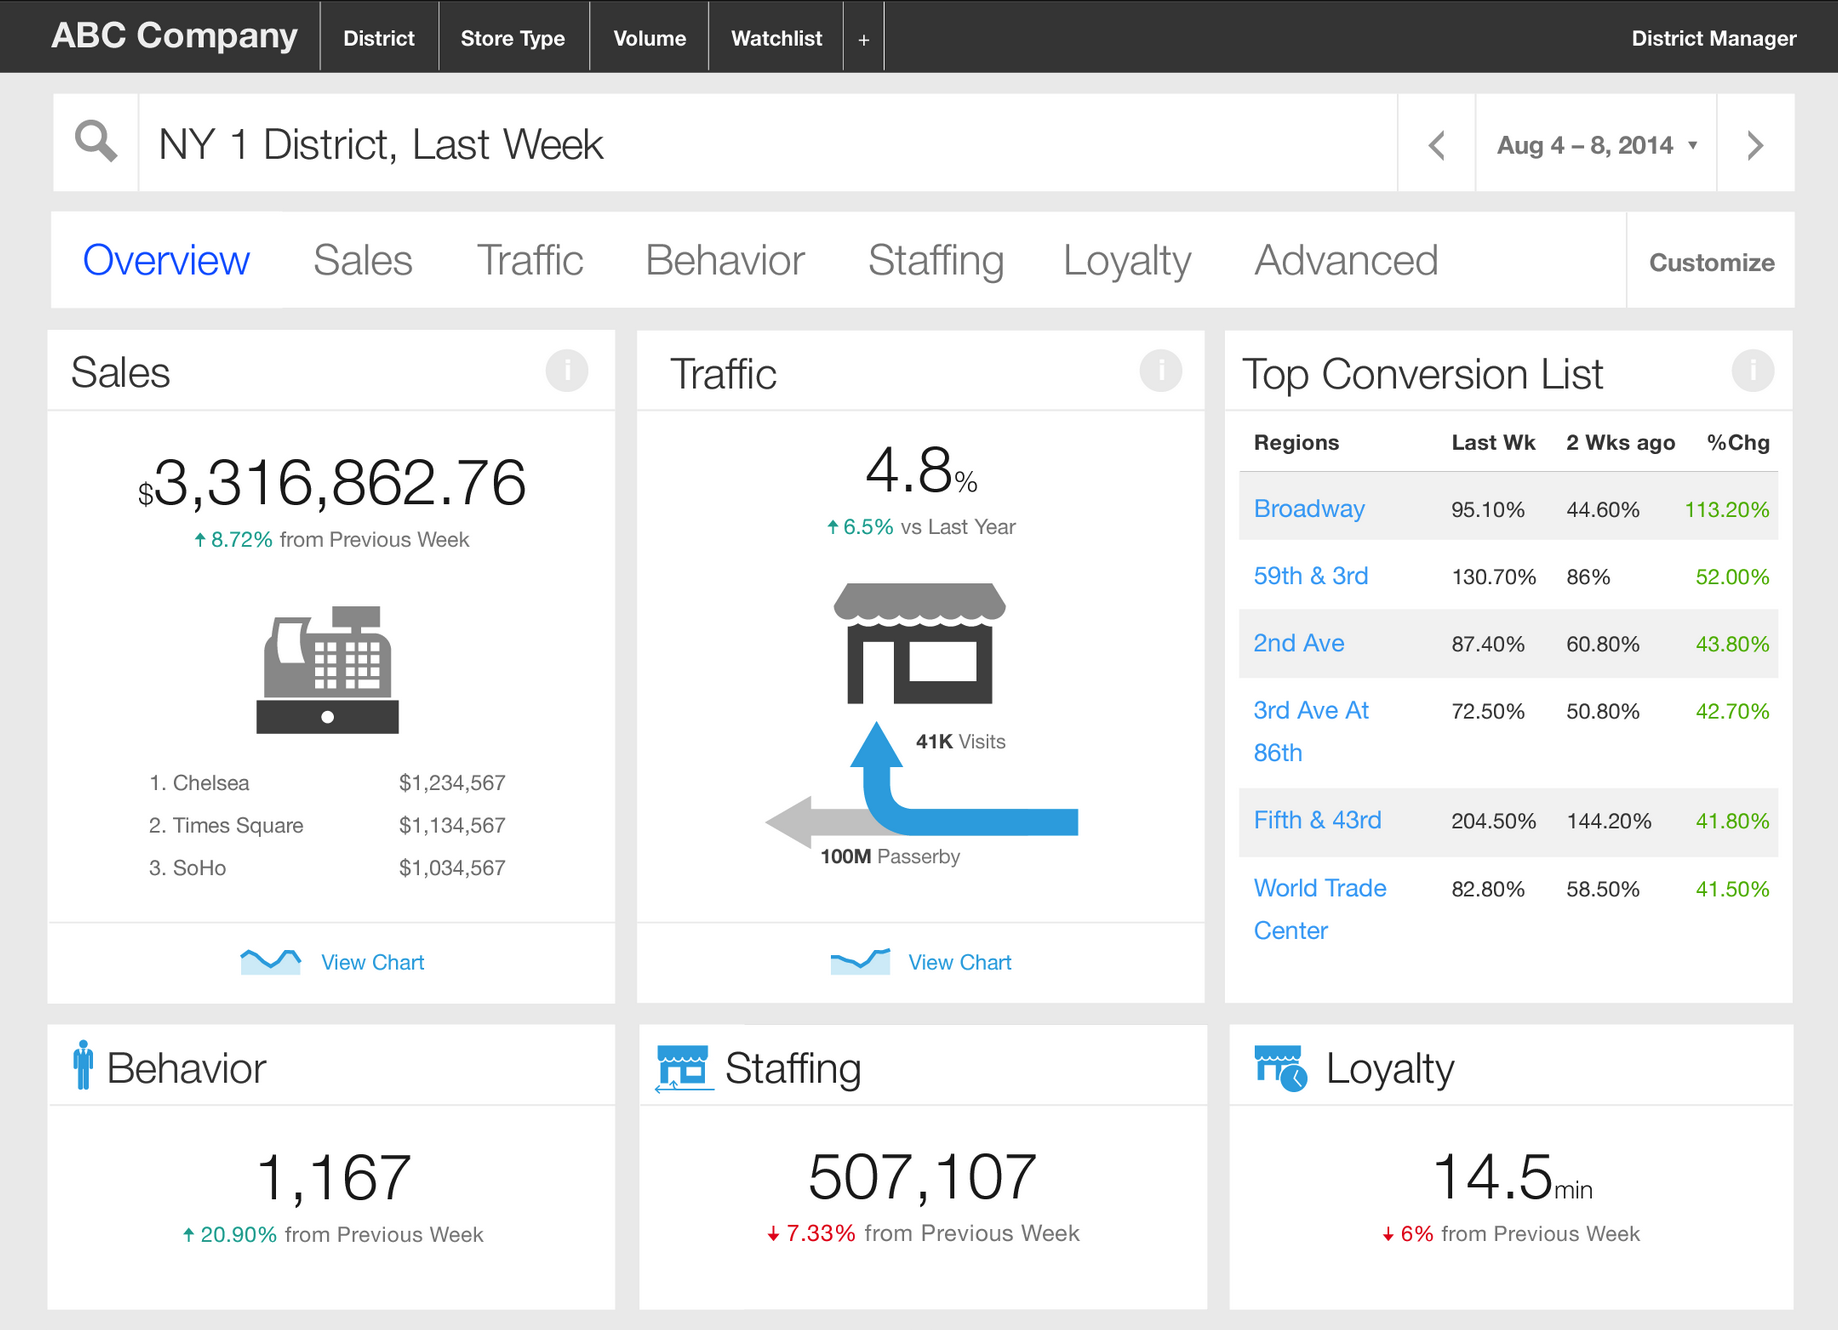 ABC Company District Store Type Volume Watchlist + District Manager
NY 1 District, Last Week Aug 4 – 8, 2014 ▼
Overview Sales Traffic Behavior Staffing Loyalty Advanced Customize
Sales i
$3,316,862.76
8.72% from Previous Week
1. Chelsea $1,234,567
2. Times Square $1,134,567
3. SoHo $1,034,567
View Chart
Traffic i
4.8%
6.5% vs Last Year
41K Visits
100M Passerby
View Chart
Top Conversion List i
Regions Last Wk 2 Wks ago %Chg
Broadway 95.10% 44.60% 113.20%
59th & 3rd 130.70% 86% 52.00%
2nd Ave 87.40% 60.80% 43.80%
3rd Ave At 72.50% 50.80% 42.70%
86th
Fifth & 43rd 204.50% 144.20% 41.80%
World Trade 82.80% 58.50% 41.50%
Center
Behavior
1,167
20.90% from Previous Week
Staffing
507,107
7.33% from Previous Week
Loyalty
14.5min
6% from Previous Week